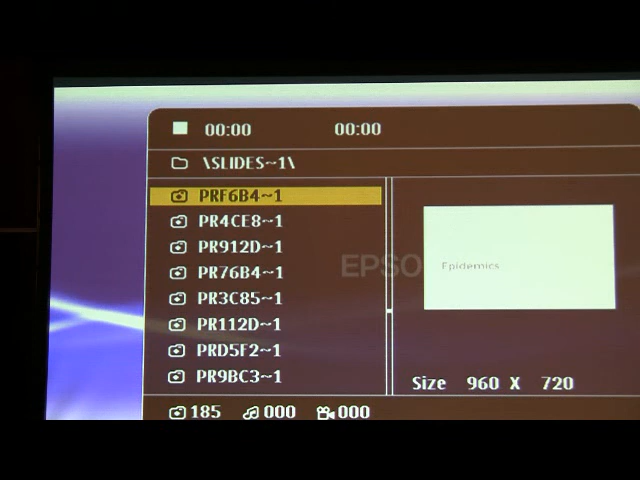 00:00 00:00
\SLIDES~1\
PRF6B4~1
PR4CE8~1
PR912D~1
PR76B4~1
PR3C85~1
PR112D~1
PRD5F2~1
PR9BC3~1
EPSO
Epidemics
Size 960 X 720
185 000 000